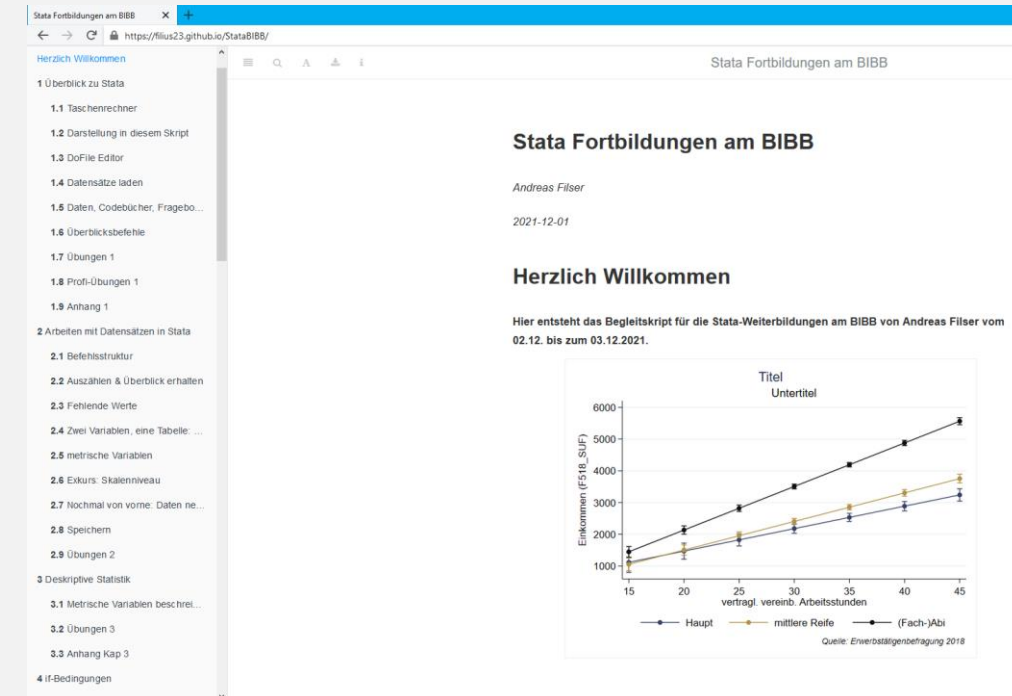 Stata Fortbildungen am BIBB
https://filius23.github.io/StataBIBB/
Herzlich Willkommen
1 Überblick zu Stata
1.1 Taschenrechner
1.2 Darstellung in diesem Skript
1.3 DoFile Editor
1.4 Datensätze laden
1.5 Daten, Codebücher, Fragebo...
1.6 Überblicksbefehle
1.7 Übungen 1
1.8 Profi-Übungen 1
1.9 Anhang 1
2 Arbeiten mit Datensätzen in Stata
2.1 Befehlsstruktur
2.2 Auszählen & Überblick erhalten
2.3 Fehlende Werte
2.4 Zwei Variablen, eine Tabelle: ...
2.5 metrische Variablen
2.6 Exkurs: Skalenniveau
2.7 Nochmal von vorne: Daten ne...
2.8 Speichern
2.9 Übungen 2
3 Deskriptive Statistik
3.1 Metrische Variablen beschrei...
3.2 Übungen 3
3.3 Anhang Kap 3
4 if-Bedingungen
A
i
Stata Fortbildungen am BIBB
Stata Fortbildungen am BIBB
Andreas Filser
2021-12-01
Herzlich Willkommen
Hier entsteht das Begleitskript für die Stata-Weiterbildungen am BIBB von Andreas Filser vom
02.12. bis zum 03.12.2021.
Titel
Untertitel
Einkommen (F518_SUF)
6000
5000
4000
3000
2000
1000
15 20 25 30 35 40 45
vertragl. vereinb. Arbeitsstunden
Haupt mittlere Reife (Fach-)Abi
Quelle: Erwerbstätigenbefragung 2018